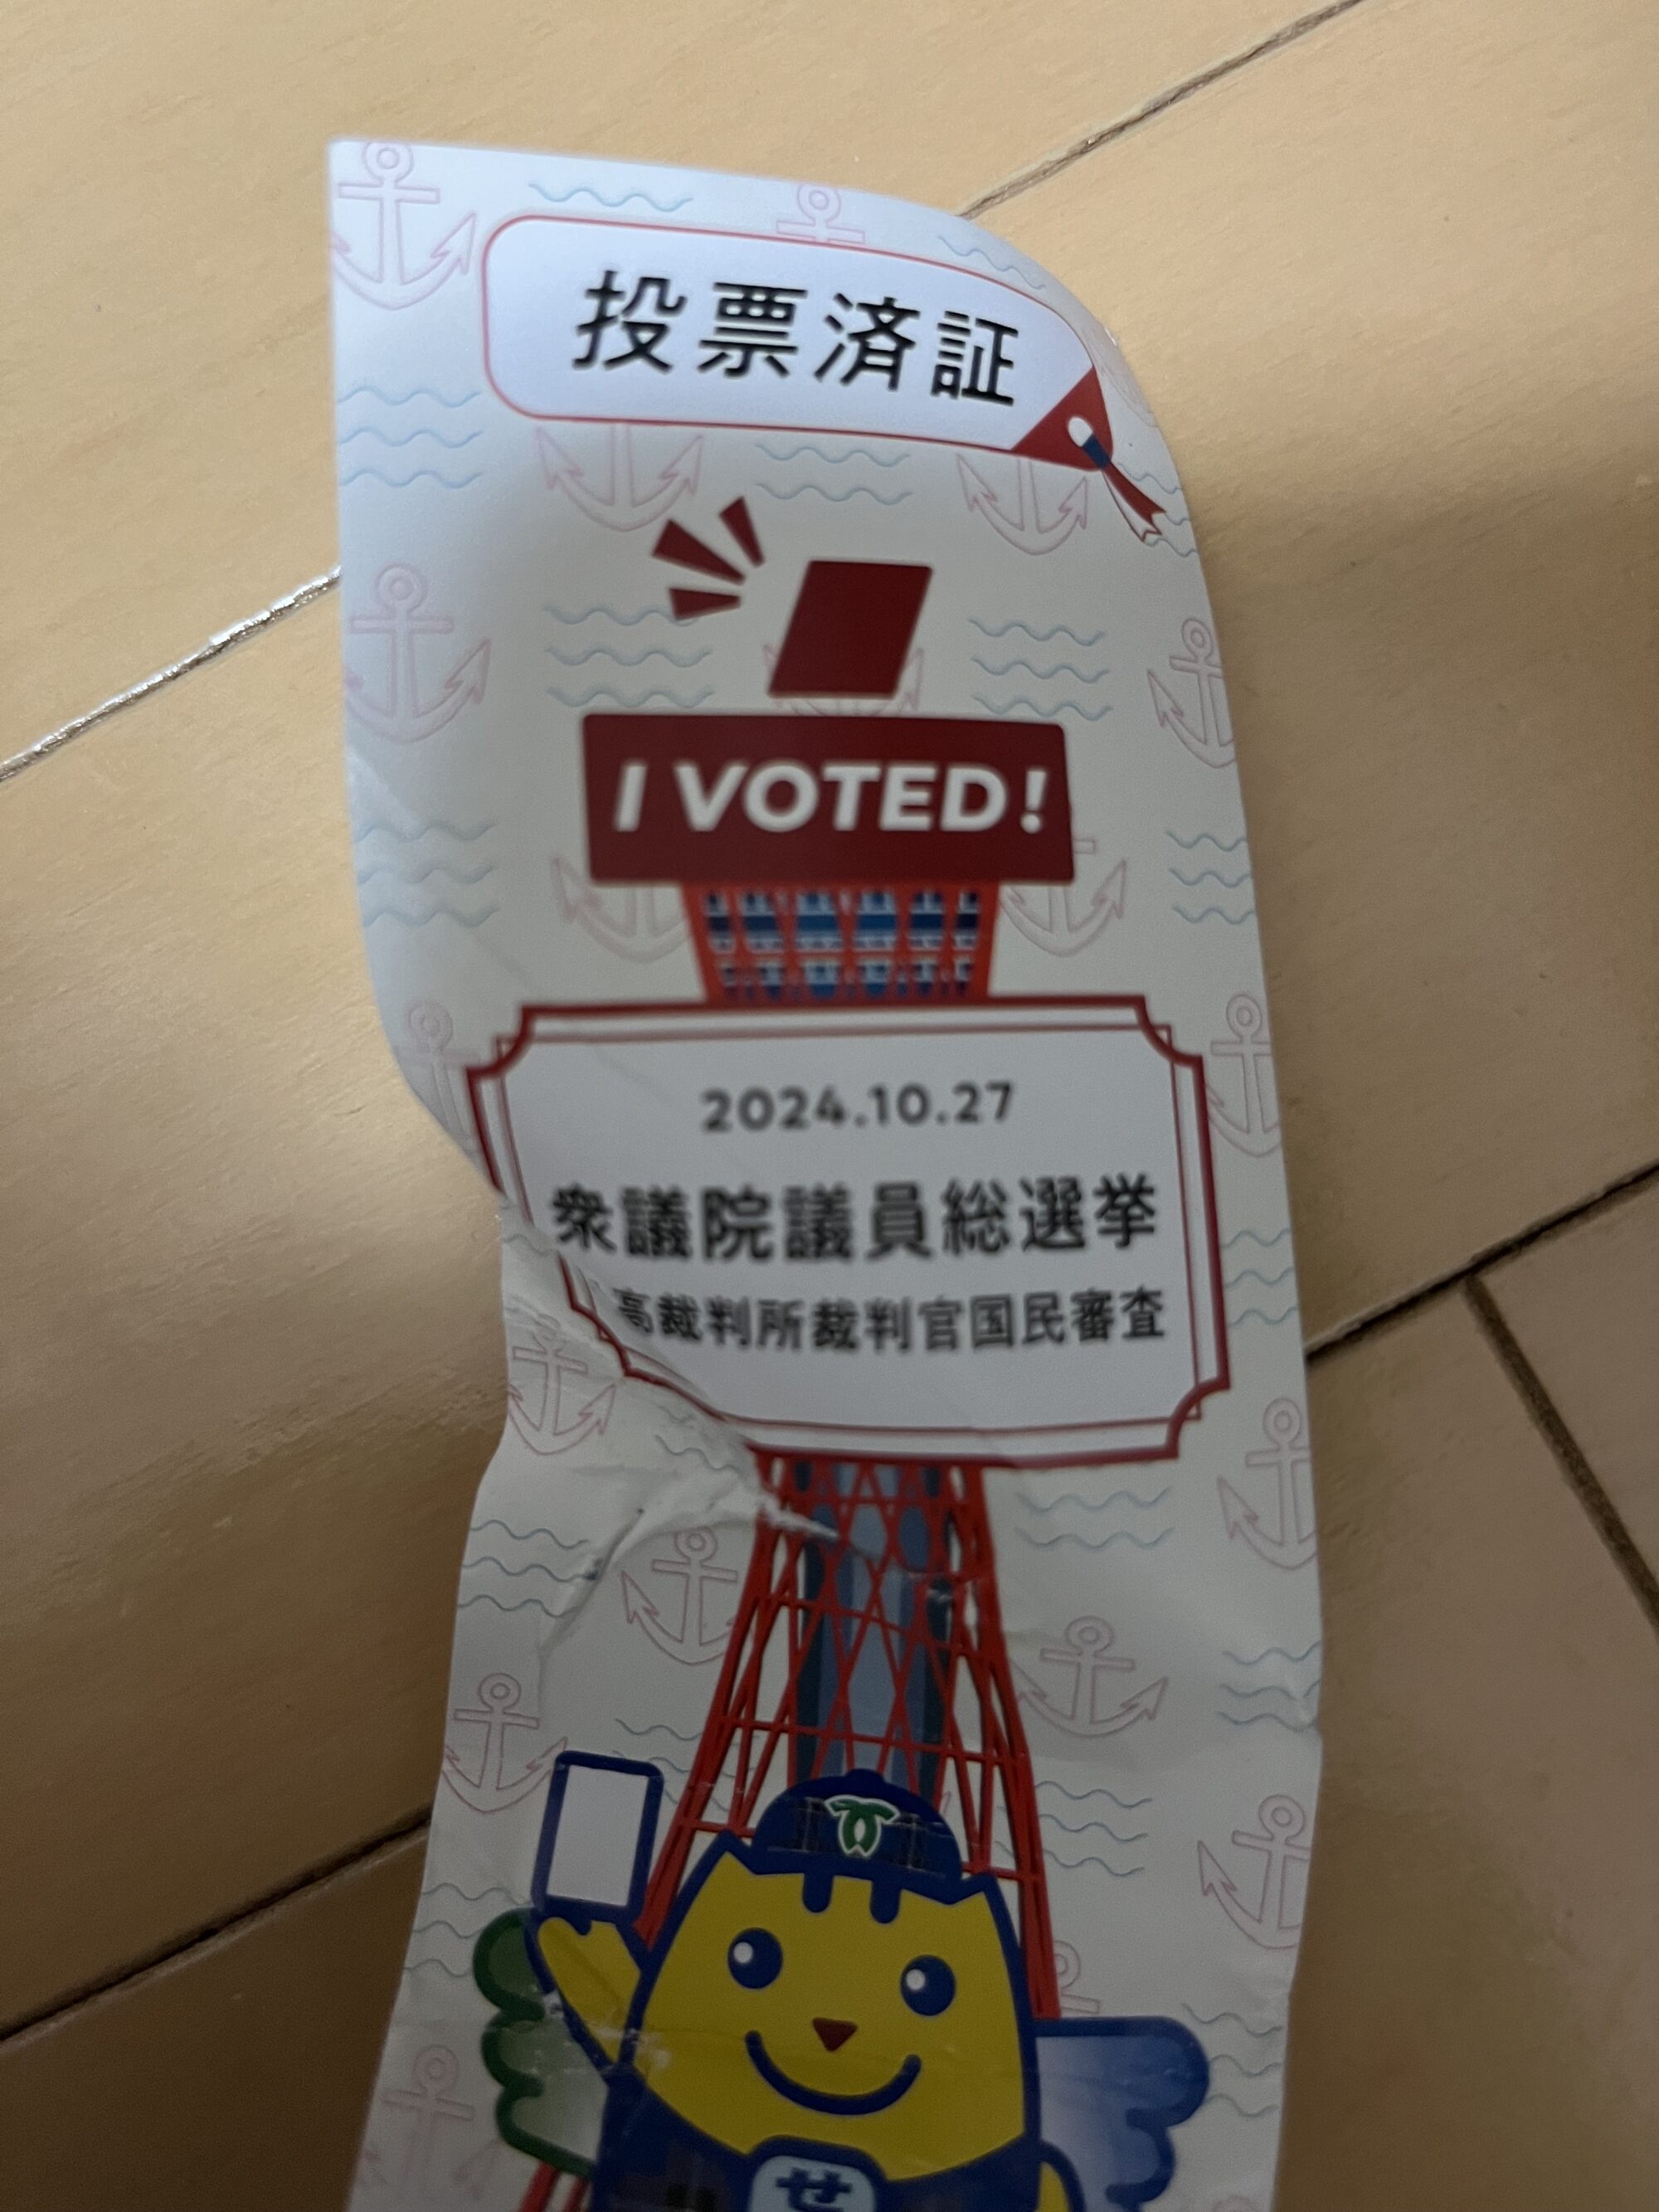 投票済証
I VOTED!
2024.10.27
衆議院議員総選挙
高裁判所裁判官国民審査
せ